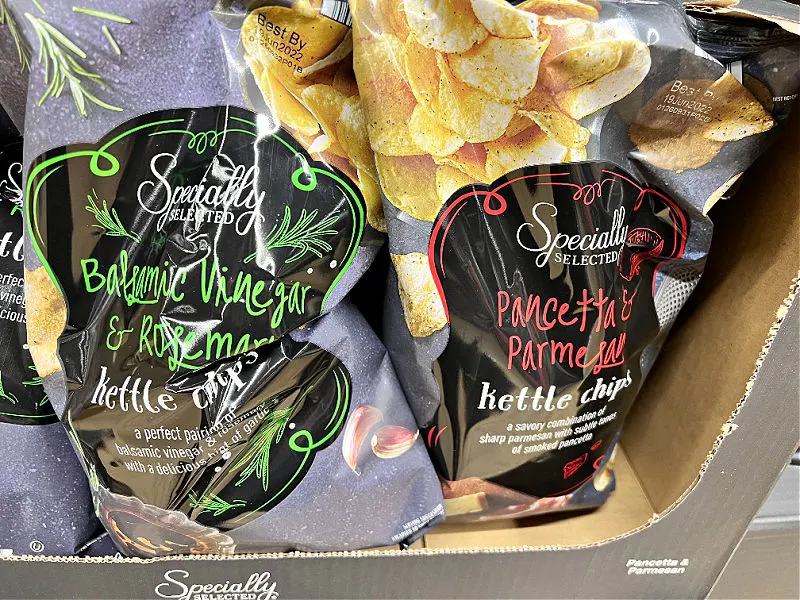 Best By
Specially
SELECTED
Balsamic Vinegar
& Rosemary
kettle chips
a perfect pairing of
balsamic vinegar &
with a delicious hint of garlic
Best By
19Jun2022
Specially
SELECTED
Pancetta &
Parmesan
kettle chips
a savory combination of
sharp parmesan with subtle tones
of smoked pancetta
Specially
SELECTED
Pancetta &
Parmesan